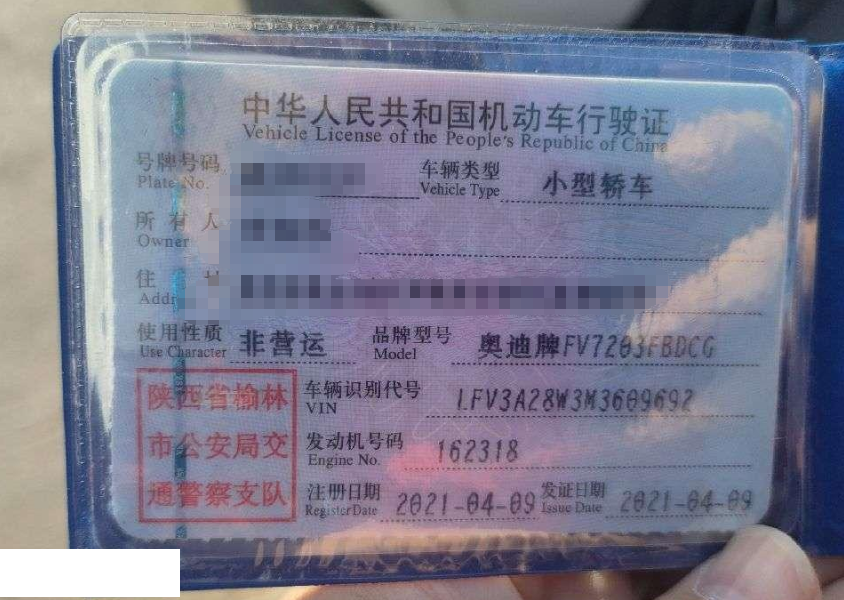 中华人民共和国机动车行驶证
Vehicle License of the People's Republic of China
号牌号码 车辆类型 小型轿车
Plate No. Vehicle Type
所有人
Owner
住
Addr
使用性质 非营运 品牌型号 奥迪牌FV7203FBDCG
Use Character Model
陕西省榆林 车辆识别代号 LFV3A28W3M3609692
VIN
市公安局交 发动机号码 162318
Engine No.
通警察支队 注册日期 2021-04-09 发证日期 2021-04-09
Register Date Issue Date